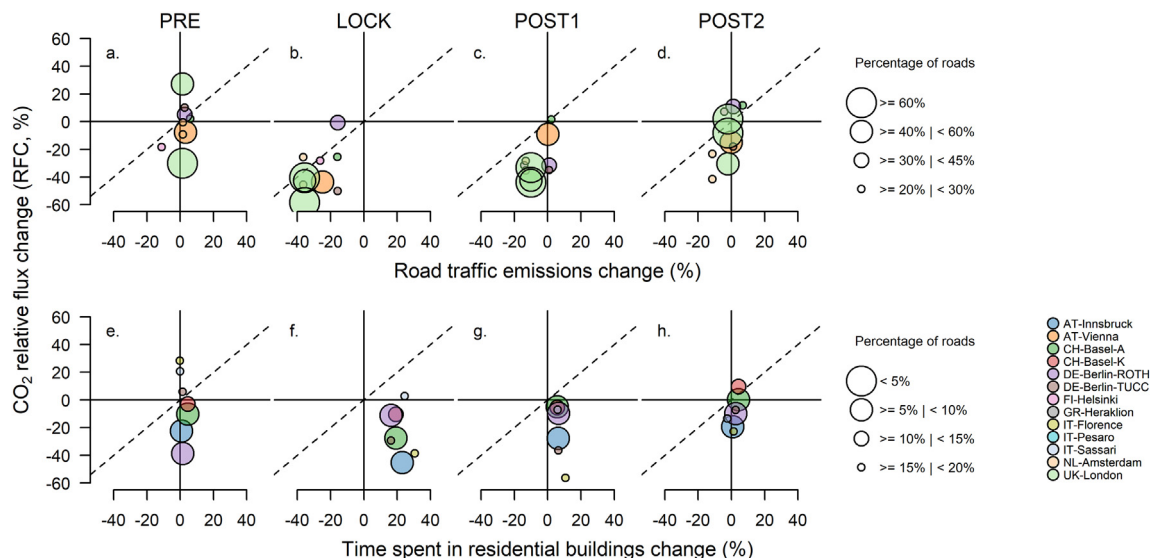 PRE LOCK POST1 POST2
CO2 relative flux change (RFC, %)
60 a. b. c. d.
40
20
0
-20
-40
-60
-40 -20 0 20 40 -40 -20 0 20 40 -40 -20 0 20 40 -40 -20 0 20 40
Road traffic emissions change (%)
Percentage of roads
>= 60%
>= 40% | < 60%
>= 30% | < 45%
>= 20% | < 30%
60 e. f. g. h.
40
20
0
-20
-40
-60
-40 -20 0 20 40 -40 -20 0 20 40 -40 -20 0 20 40 -40 -20 0 20 40
Time spent in residential buildings change (%)
Percentage of roads
< 5%
>= 5% | < 10%
>= 10% | < 15%
>= 15% | < 20%
AT-Innsbruck
AT-Vienna
CH-Basel-A
CH-Basel-K
DE-Berlin-ROTH
DE-Berlin-TUCC
FI-Helsinki
GR-Heraklion
IT-Florence
IT-Pesaro
IT-Sassari
NL-Amsterdam
UK-London